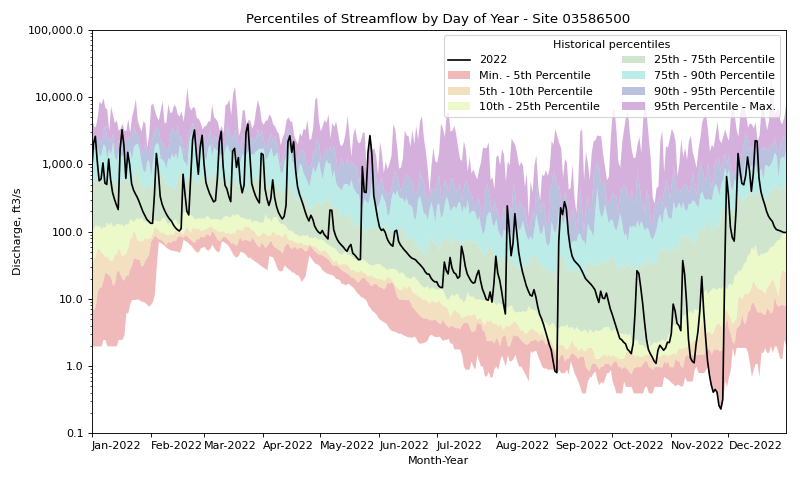 Percentiles of Streamflow by Day of Year - Site 03586500
Discharge, ft3/s
100,000.0
10,000.0
1,000.0
100.0
10.0
1.0
0.1
Historical percentiles
2022
Min. - 5th Percentile
5th - 10th Percentile
10th - 25th Percentile
25th - 75th Percentile
75th - 90th Percentile
90th - 95th Percentile
95th Percentile - Max.
Jan-2022 Feb-2022 Mar-2022 Apr-2022 May-2022 Jun-2022 Jul-2022 Aug-2022 Sep-2022 Oct-2022 Nov-2022 Dec-2022
Month-Year